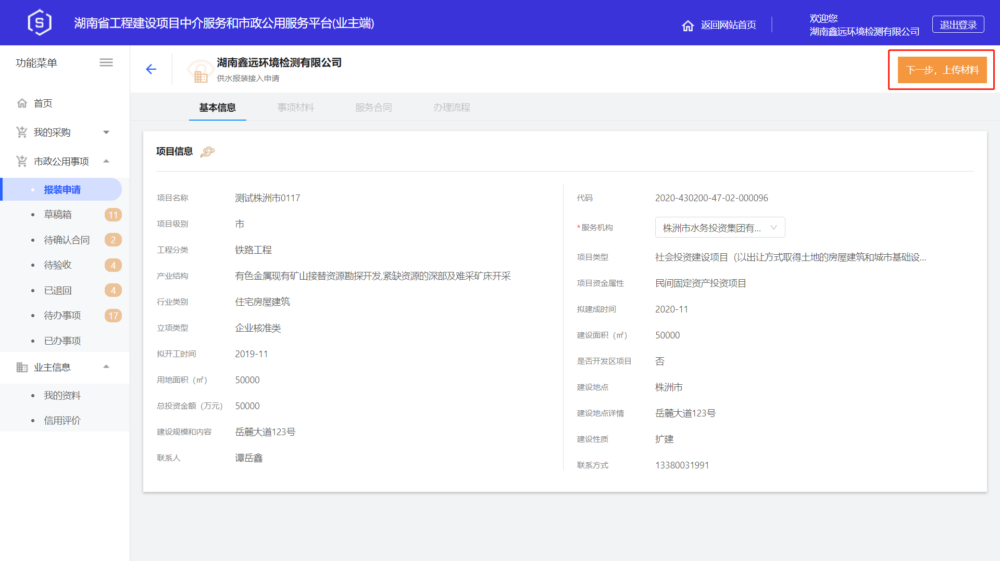 湖南省工程建设项目中介服务和市政公用服务平台(业主端)
返回网站首页
欢迎您
湖南鑫远环境检测有限公司
退出登录
功能菜单
首页
我的采购
市政公用事项
报装申请
草稿箱 11
待确认合同 2
待验收 4
已退回 4
待办事项 17
已办事项
业主信息
我的资料
信用评价
湖南鑫远环境检测有限公司
供水报装接入申请
下一步，上传材料
基本信息 事项材料 服务合同 办理流程
项目信息
项目名称 测试株洲市0117
项目级别 市
工程分类 铁路工程
产业结构 有色金属现有矿山接替资源勘探开发,紧缺资源的深部及难采矿床开采
行业类别 住宅房屋建筑
立项类型 企业核准类
拟开工时间 2019-11
用地面积（㎡） 50000
总投资金额（万元） 50000
建设规模和内容 岳麓大道123号
联系人 谭岳鑫
代码 2020-430200-47-02-000096
*服务机构 株洲市水务投资集团有...
项目类型 社会投资建设项目（以出让方式取得土地的房屋建筑和城市基础设...
项目资金属性 民间固定资产投资项目
拟建成时间 2020-11
建设面积（㎡） 50000
是否开发区项目 否
建设地点 株洲市
建设地点详情 岳麓大道123号
建设性质 扩建
联系方式 13380031991